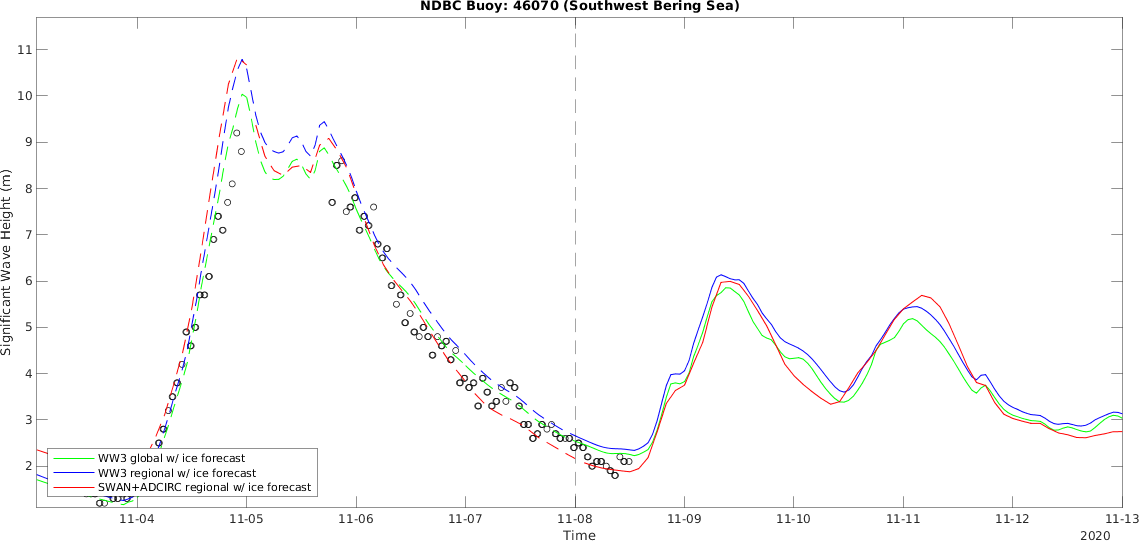 NDBC Buoy: 46070 (Southwest Bering Sea)
11
10
9
8
7
6
5
4
3
2
Significant Wave Height (m)
WW3 global w/ ice forecast
WW3 regional w/ ice forecast
SWAN+ADCIRC regional w/ ice forecast
11-04 11-05 11-06 11-07 11-08 11-09 11-10 11-11 11-12 11-13
Time
2020